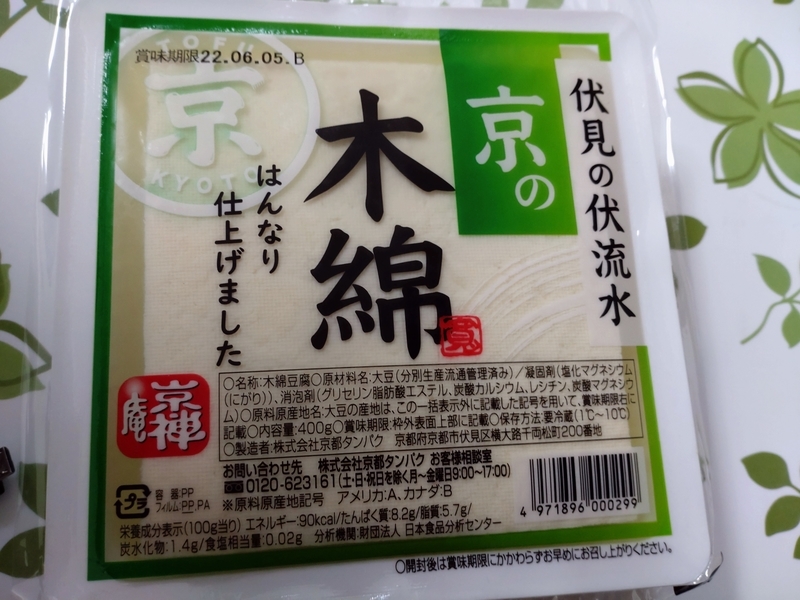 賞味期限22.06.05.B
TOFU
京
KYOTO
京の
伏見の伏流水
木綿
はんなり
仕上げました
京
京禅庵
○名称:木綿豆腐○原材料名:大豆(分別生産流通管理済み)/凝固剤(塩化マグネシウム
(にがり))、消泡剤(グリセリン脂肪酸エステル、炭酸カルシウム、レシチン、炭酸マグネシウ
ム)○原料原産地名:大豆の産地は、この一括表示外に記載した記号を用いて、賞味期限右に
記載○内容量:400g○賞味期限:枠外表面上部に記載○保存方法:要冷蔵(1℃~10℃)
○製造者:株式会社京都タンパク 京都府京都市伏見区横大路千両松町200番地
お問い合わせ先 株式会社京都タンパク お客様相談室
0120-623161(土・日・祝日を除く月~金曜日9:00~17:00)
※原料原産地記号 アメリカ:A、カナダ:B
プラ
容器:PP
フィルム:PP,PA
栄養成分表示(100g当り)エネルギー:90kcal/たんぱく質:8.2g/脂質:5.7g/
炭水化物:1.4g/食塩相当量:0.02g 分析機関:財団法人 日本食品分析センター
4 971896 000299
○開封後は賞味期限にかかわらずお早めにお召し上がりください。